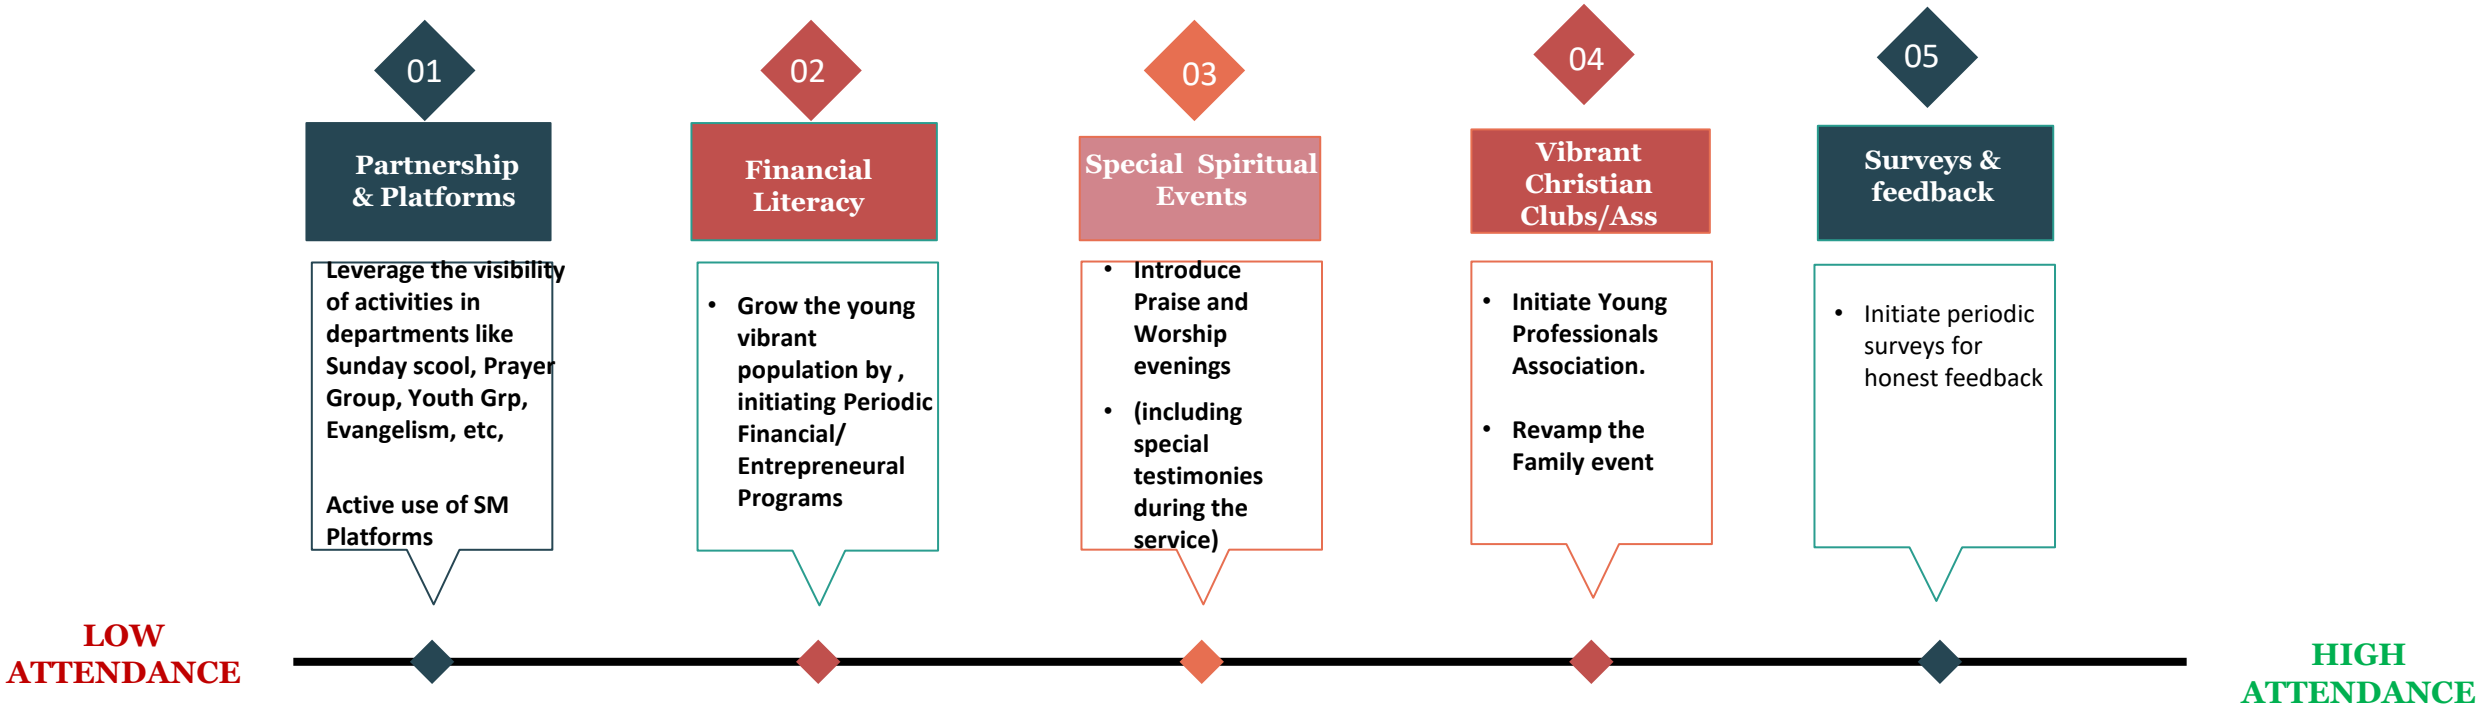 01
Partnership
& Platforms
Leverage the visibility
of activities in
departments like
Sunday scool, Prayer
Group, Youth Grp,
Evangelism, etc,
Active use of SM
Platforms
02
Financial
Literacy
• Grow the young
vibrant
population by ,
initiating Periodic
Financial/
Entrepreneural
Programs
03
Special  Spiritual
Events
• Introduce
Praise and
Worship
evenings
• (including
special
testimonies
during the
service)
04
Vibrant
Christian
Clubs/Ass
• Initiate Young
Professionals
Association.
• Revamp the
Family event
05
Surveys &
feedback
• Initiate periodic
surveys for
honest feedback
LOW
ATTENDANCE
HIGH
ATTENDANCE